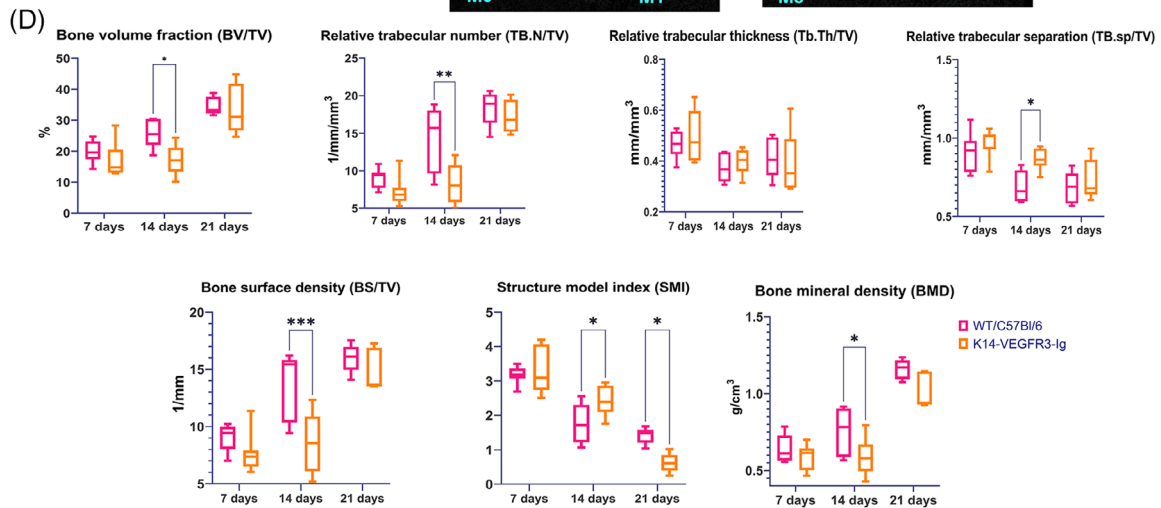 (D)
Bone volume fraction (BV/TV)
50
40
30
20
10
0
%
7 days 14 days 21 days
*
Relative trabecular number (TB.N/TV)
25
20
15
10
5
1/mm/mm³
7 days 14 days 21 days
**
Relative trabecular thickness (Tb.Th/TV)
0.8
0.6
0.4
0.2
mm/mm³
7 days 14 days 21 days
Relative trabecular separation (TB.sp/TV)
1.5
1.0
0.5
mm/mm³
7 days 14 days 21 days
*
Bone surface density (BS/TV)
20
15
10
5
1/mm
7 days 14 days 21 days
***
Structure model index (SMI)
5
4
3
2
1
0
7 days 14 days 21 days
* *
Bone mineral density (BMD)
1.5
1.0
0.5
g/cm³
7 days 14 days 21 days
*
WT/C57Bl/6
K14-VEGFR3-Ig